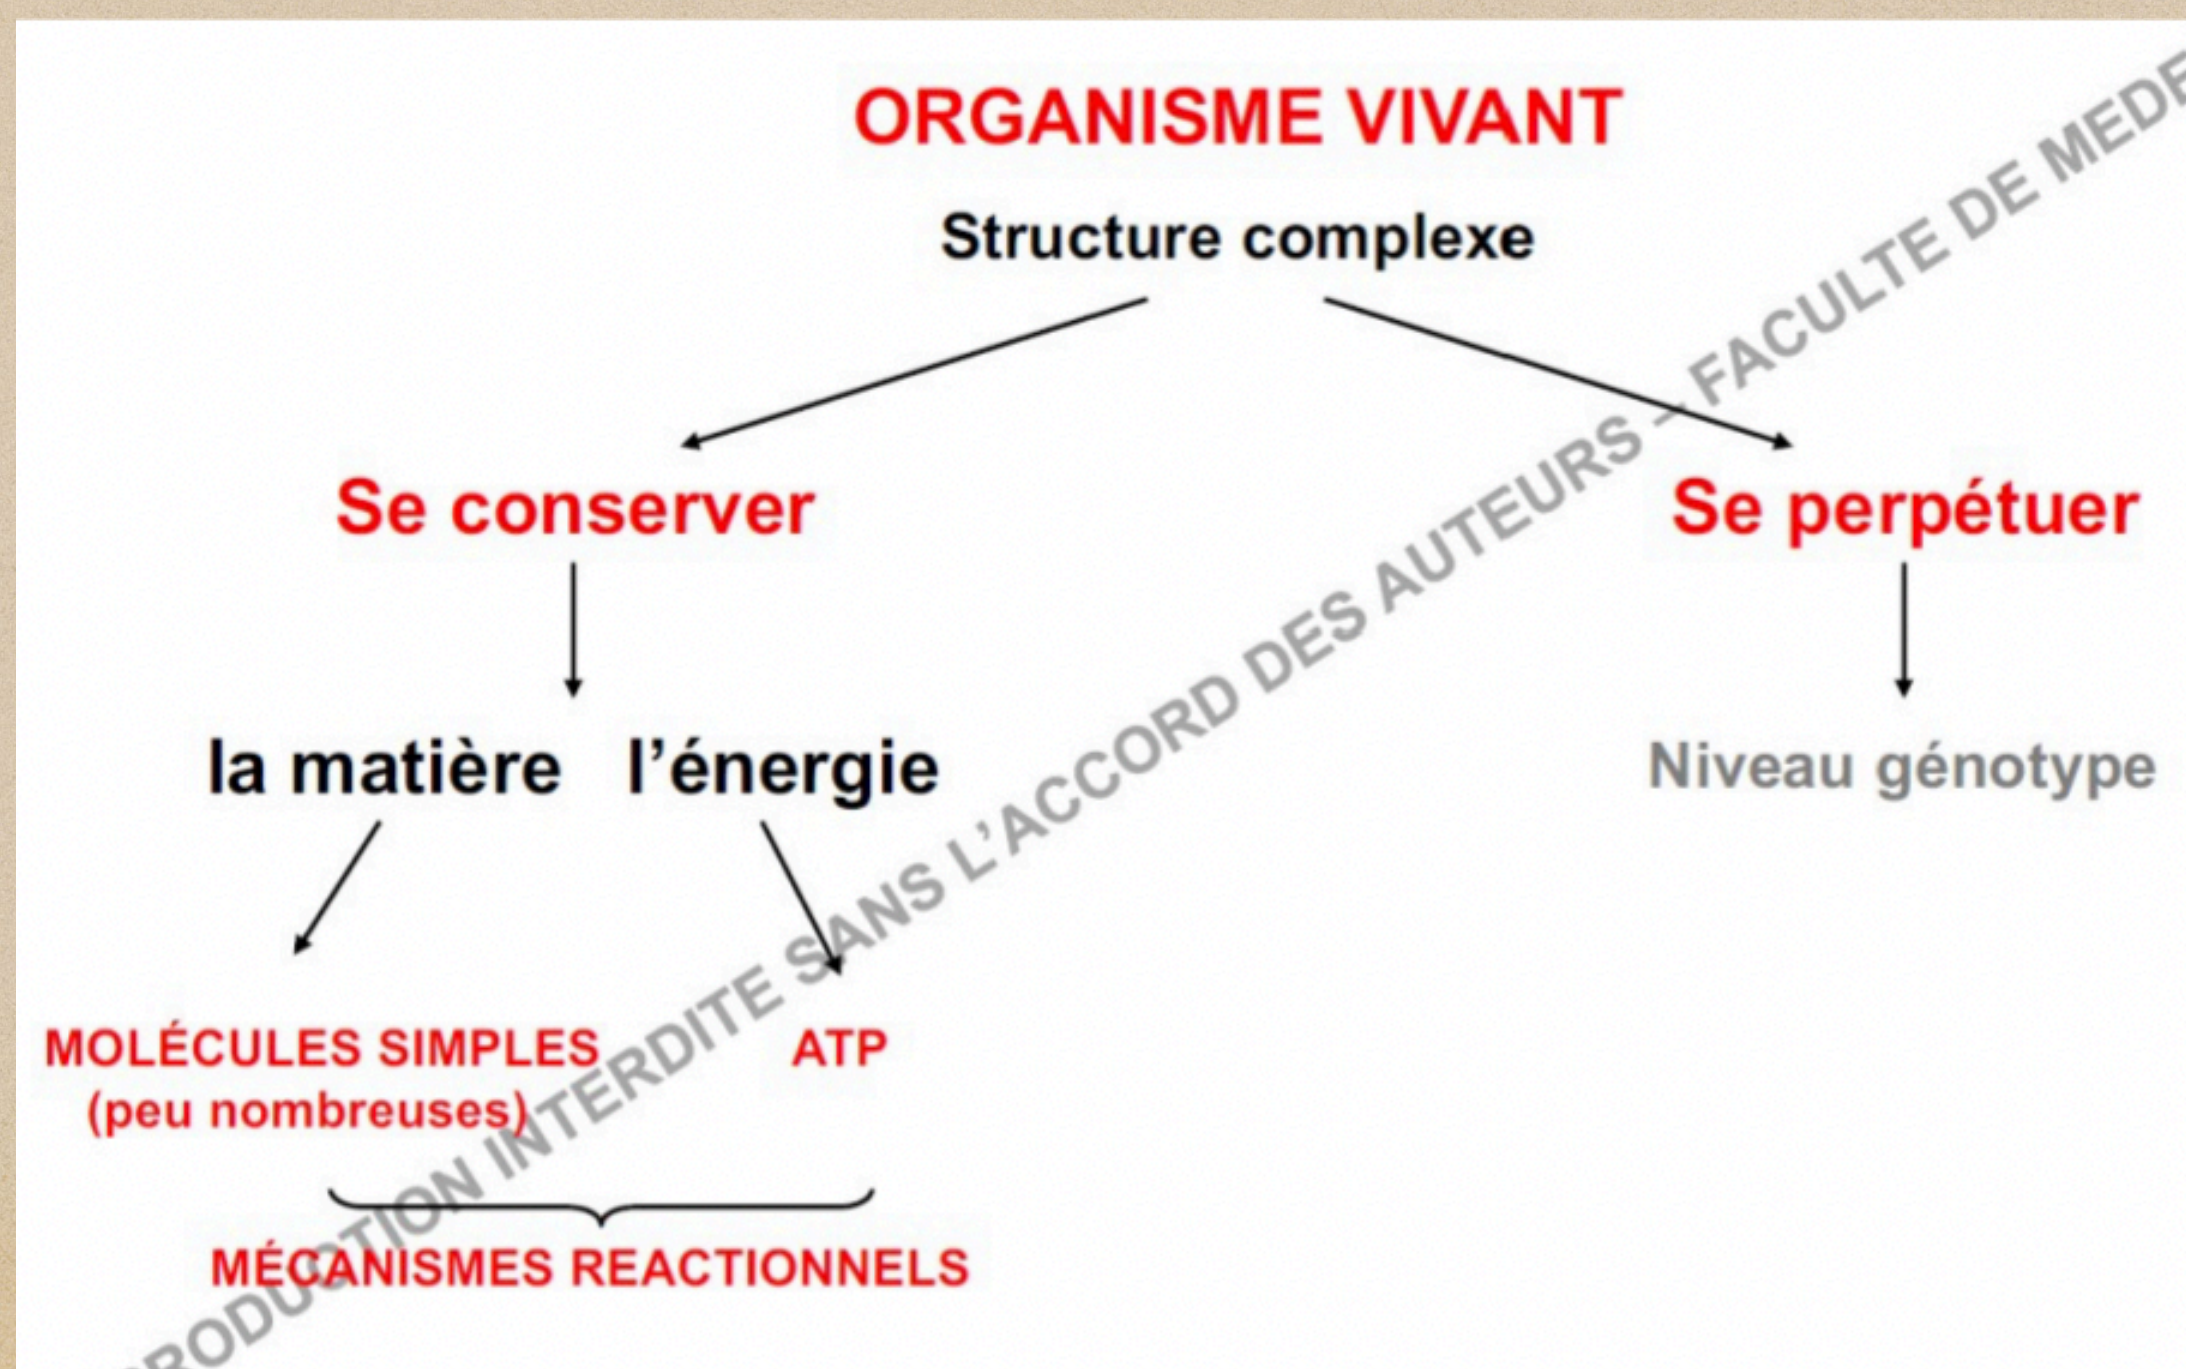 ORGANISME VIVANT
Structure complexe
Se conserver
Se perpétuer
la matière l'énergie
Niveau génotype
MOLÉCULES SIMPLES
(peu nombreuses)
ATP
MÉCANISMES REACTIONNELS
RODUCTION INTERDITE SANS L'ACCORD DES AUTEURS – FACULTE DE MEDE